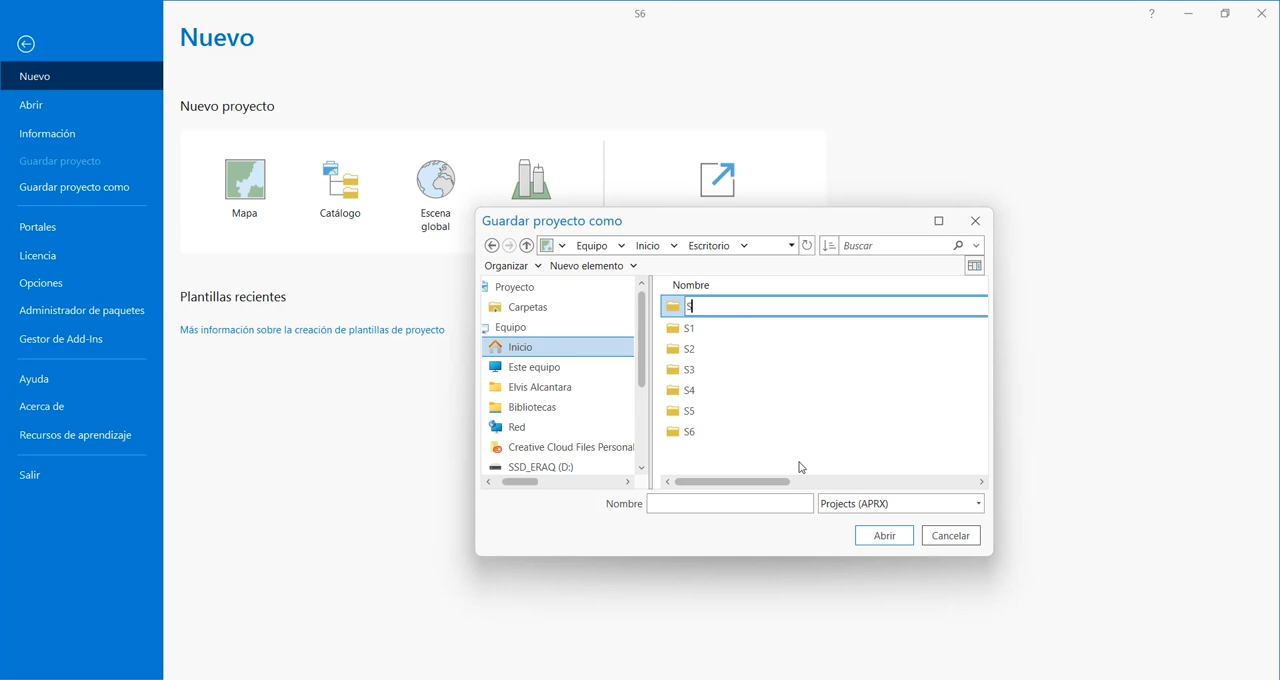 S6
?
Nuevo
Nuevo
Abrir
Información
Guardar proyecto
Guardar proyecto como
Portales
Licencia
Opciones
Administrador de paquetes
Gestor de Add-Ins
Ayuda
Acerca de
Recursos de aprendizaje
Salir
Nuevo proyecto
Mapa
Catálogo
Escena
global
Plantillas recientes
Más información sobre la creación de plantillas de proyecto
Guardar proyecto como
Equipo Inicio Escritorio
Buscar
Organizar Nuevo elemento
Proyecto
Carpetas
Equipo
Inicio
Este equipo
Elvis Alcantara
Bibliotecas
Red
Creative Cloud Files Personal
SSD_ERAQ (D:)
Nombre
S
S1
S2
S3
S4
S5
S6
Nombre
Projects (APRX)
Abrir
Cancelar